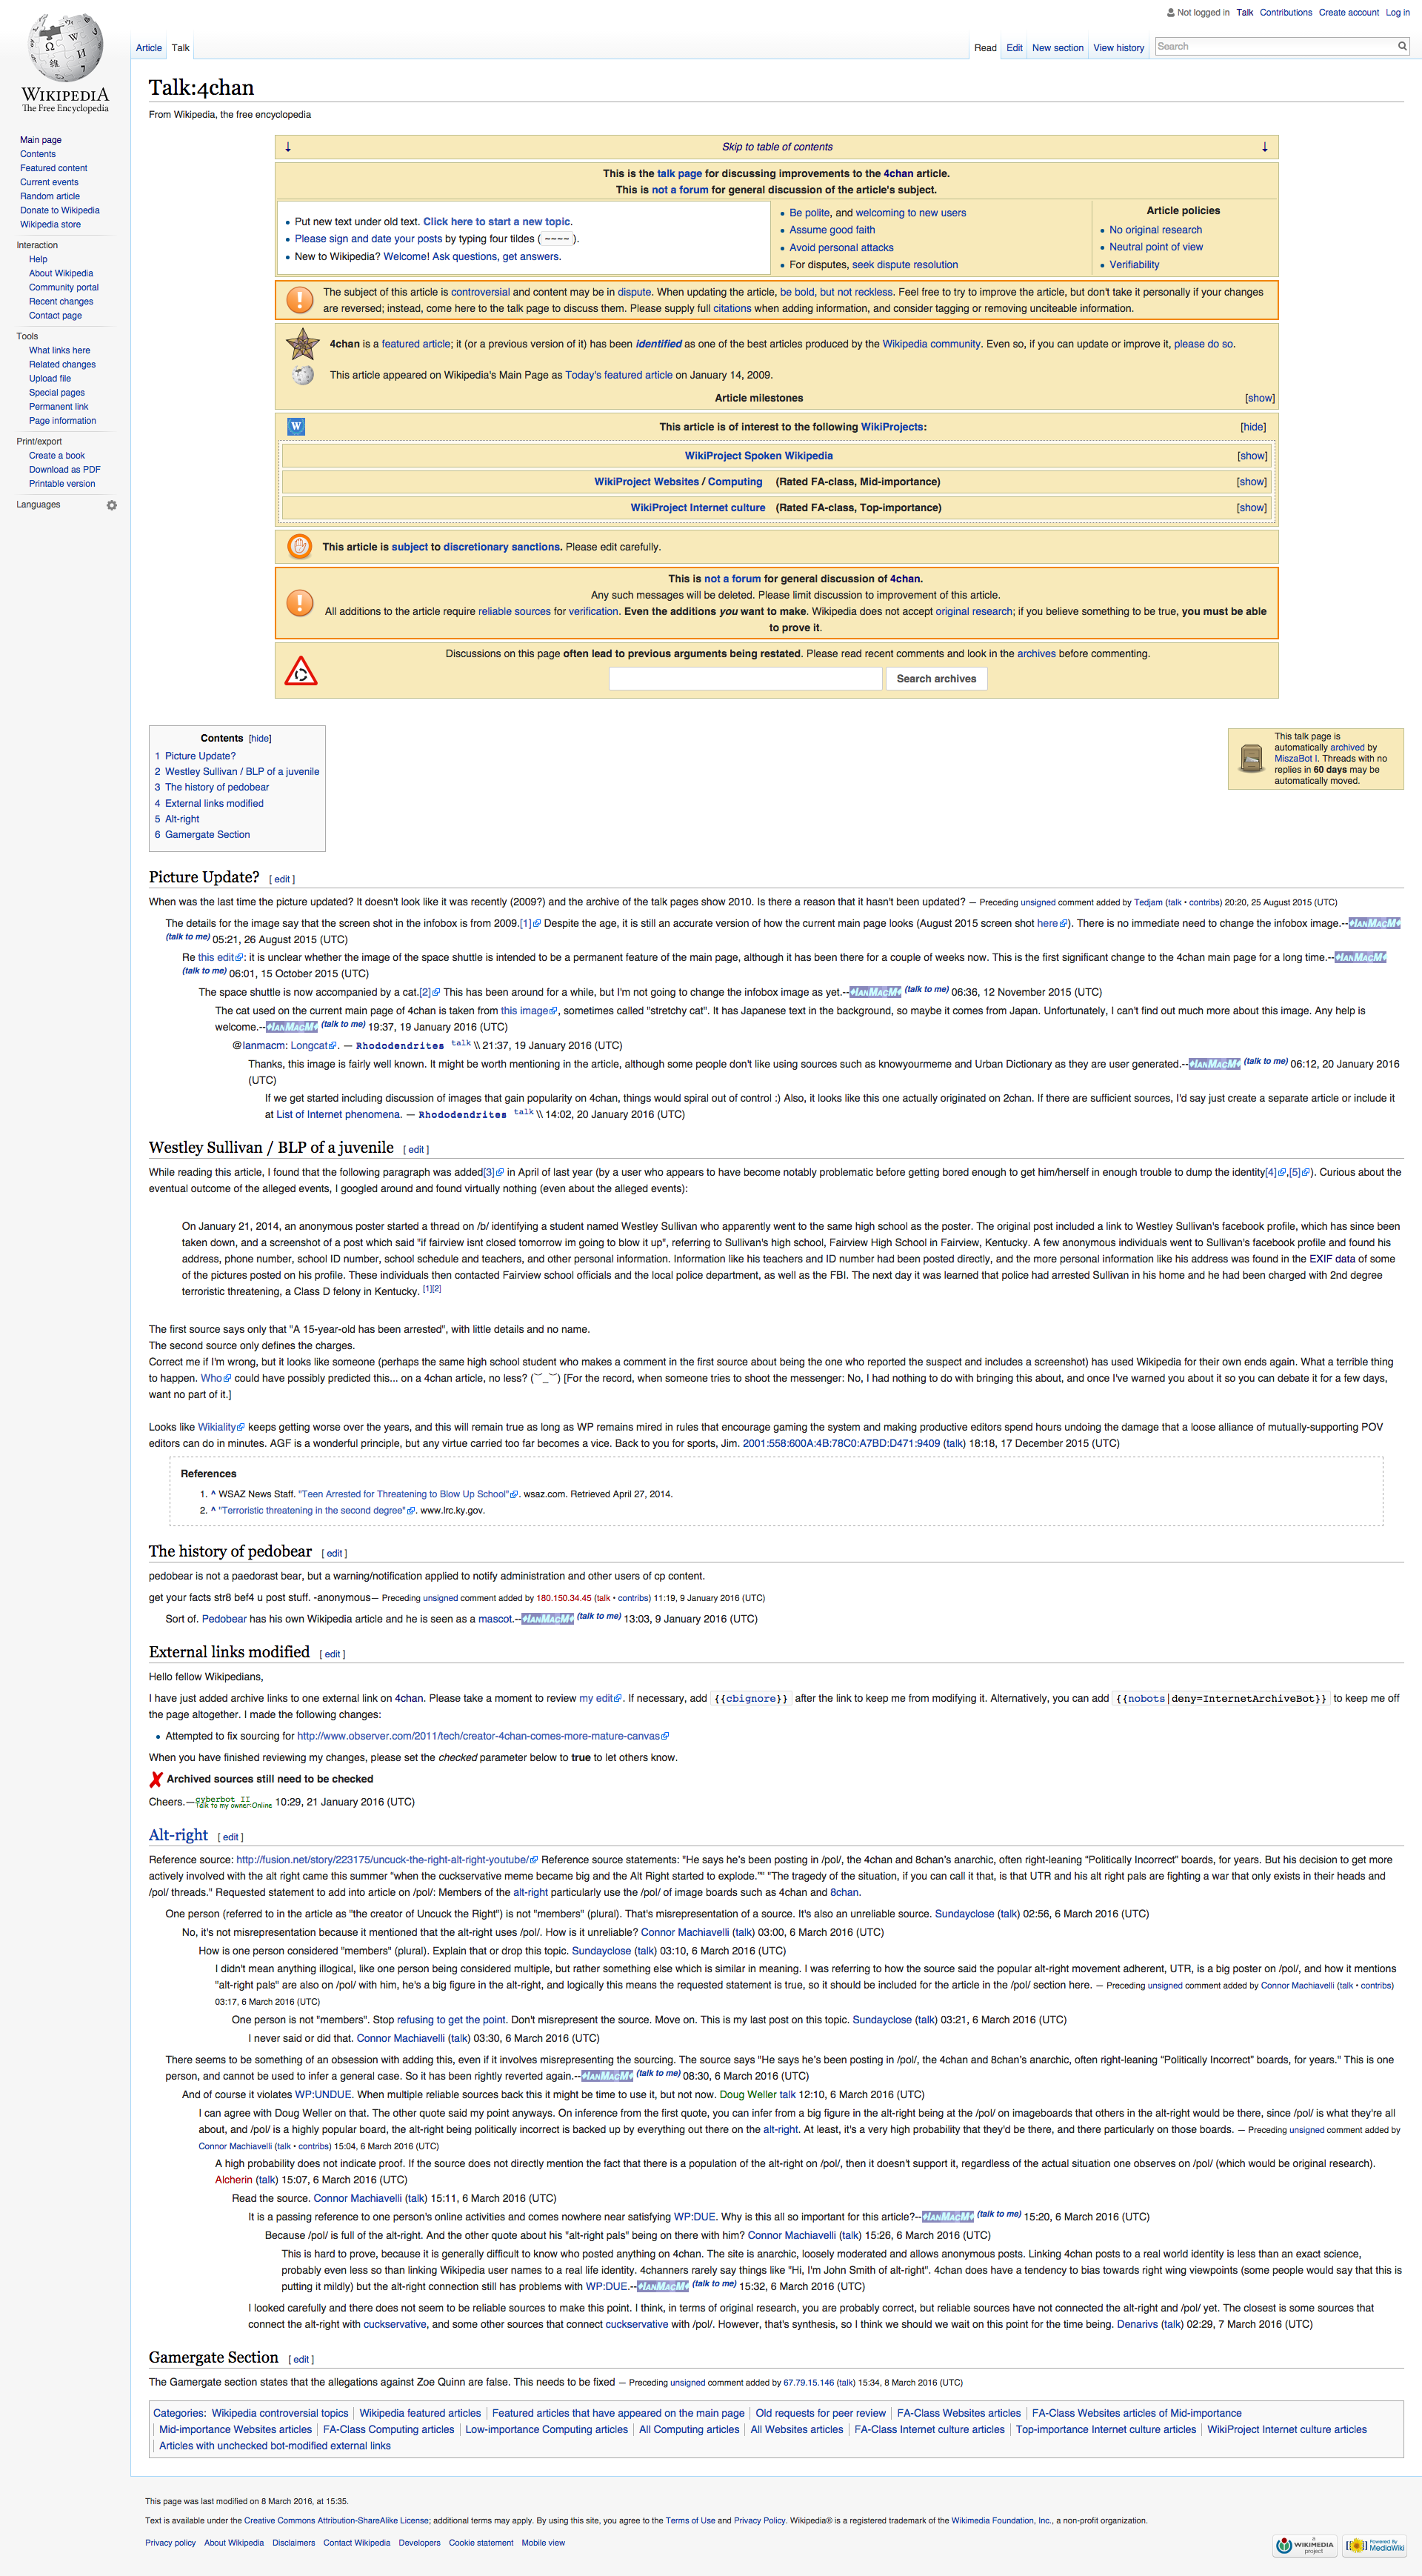 Not logged in Talk Contributions Create account Log in
Article Talk Read Edit New section View history Search
WIKIPEDIA
The Free Encyclopedia
Main page
Contents
Featured content
Current events
Random article
Donate to Wikipedia
Wikipedia store
Interaction
Help
About Wikipedia
Community portal
Recent changes
Contact page
Tools
What links here
Related changes
Upload file
Special pages
Permanent link
Page information
Print/export
Create a book
Download as PDF
Printable version
Languages
Talk:4chan
From Wikipedia, the free encyclopedia
↓ Skip to table of contents ↓
This is the talk page for discussing improvements to the 4chan article.
This is not a forum for general discussion of the article's subject.
• Put new text under old text. Click here to start a new topic.
• Please sign and date your posts by typing four tildes ( ~~~~ ).
• New to Wikipedia? Welcome! Ask questions, get answers.
• Be polite, and welcoming to new users
• Assume good faith
• Avoid personal attacks
• For disputes, seek dispute resolution
Article policies
• No original research
• Neutral point of view
• Verifiability
The subject of this article is controversial and content may be in dispute. When updating the article, be bold, but not reckless. Feel free to try to improve the article, but don't take it personally if your changes
are reversed; instead, come here to the talk page to discuss them. Please supply full citations when adding information, and consider tagging or removing unciteable information.
4chan is a featured article; it (or a previous version of it) has been identified as one of the best articles produced by the Wikipedia community. Even so, if you can update or improve it, please do so.
This article appeared on Wikipedia's Main Page as Today's featured article on January 14, 2009.
Article milestones [show]
This article is of interest to the following WikiProjects: [hide]
WikiProject Spoken Wikipedia [show]
WikiProject Websites / Computing (Rated FA-class, Mid-importance) [show]
WikiProject Internet culture (Rated FA-class, Top-importance) [show]
This article is subject to discretionary sanctions. Please edit carefully.
This is not a forum for general discussion of 4chan.
Any such messages will be deleted. Please limit discussion to improvement of this article.
All additions to the article require reliable sources for verification. Even the additions you want to make. Wikipedia does not accept original research; if you believe something to be true, you must be able
to prove it.
Discussions on this page often lead to previous arguments being restated. Please read recent comments and look in the archives before commenting.
Search archives
Contents [hide]
1 Picture Update?
2 Westley Sullivan / BLP of a juvenile
3 The history of pedobear
4 External links modified
5 Alt-right
6 Gamergate Section
This talk page is
automatically archived by
MiszaBot I. Threads with no
replies in 60 days may be
automatically moved.
Picture Update? [ edit ]
When was the last time the picture updated? It doesn't look like it was recently (2009?) and the archive of the talk pages show 2010. Is there a reason that it hasn't been updated? — Preceding unsigned comment added by Tedjam (talk • contribs) 20:20, 25 August 2015 (UTC)
The details for the image say that the screen shot in the infobox is from 2009.[1] Despite the age, it is still an accurate version of how the current main page looks (August 2015 screen shot here). There is no immediate need to change the infobox image.--♦IanMacM♦
(talk to me) 05:21, 26 August 2015 (UTC)
Re this edit: it is unclear whether the image of the space shuttle is intended to be a permanent feature of the main page, although it has been there for a couple of weeks now. This is the first significant change to the 4chan main page for a long time.--♦IanMacM♦
(talk to me) 06:01, 15 October 2015 (UTC)
The space shuttle is now accompanied by a cat.[2] This has been around for a while, but I'm not going to change the infobox image as yet.--♦IanMacM♦ (talk to me) 06:36, 12 November 2015 (UTC)
The cat used on the current main page of 4chan is taken from this image, sometimes called "stretchy cat". It has Japanese text in the background, so maybe it comes from Japan. Unfortunately, I can't find out much more about this image. Any help is
welcome.--♦IanMacM♦ (talk to me) 19:37, 19 January 2016 (UTC)
@Ianmacm: Longcat. — Rhododendrites talk \\ 21:37, 19 January 2016 (UTC)
Thanks, this image is fairly well known. It might be worth mentioning in the article, although some people don't like using sources such as knowyourmeme and Urban Dictionary as they are user generated.--♦IanMacM♦ (talk to me) 06:12, 20 January 2016
(UTC)
If we get started including discussion of images that gain popularity on 4chan, things would spiral out of control :) Also, it looks like this one actually originated on 2chan. If there are sufficient sources, I'd say just create a separate article or include it
at List of Internet phenomena. — Rhododendrites talk \\ 14:02, 20 January 2016 (UTC)
Westley Sullivan / BLP of a juvenile [ edit ]
While reading this article, I found that the following paragraph was added[3] in April of last year (by a user who appears to have become notably problematic before getting bored enough to get him/herself in enough trouble to dump the identity[4],[5]). Curious about the
eventual outcome of the alleged events, I googled around and found virtually nothing (even about the alleged events):
On January 21, 2014, an anonymous poster started a thread on /b/ identifying a student named Westley Sullivan who apparently went to the same high school as the poster. The original post included a link to Westley Sullivan's facebook profile, which has since been
taken down, and a screenshot of a post which said "if fairview isnt closed tomorrow im going to blow it up", referring to Sullivan's high school, Fairview High School in Fairview, Kentucky. A few anonymous individuals went to Sullivan's facebook profile and found his
address, phone number, school ID number, school schedule and teachers, and other personal information. Information like his teachers and ID number had been posted directly, and the more personal information like his address was found in the EXIF data of some
of the pictures posted on his profile. These individuals then contacted Fairview school officials and the local police department, as well as the FBI. The next day it was learned that police had arrested Sullivan in his home and he had been charged with 2nd degree
terroristic threatening, a Class D felony in Kentucky. [1][2]
The first source says only that "A 15-year-old has been arrested", with little details and no name.
The second source only defines the charges.
Correct me if I'm wrong, but it looks like someone (perhaps the same high school student who makes a comment in the first source about being the one who reported the suspect and includes a screenshot) has used Wikipedia for their own ends again. What a terrible thing
to happen. Who could have possibly predicted this... on a 4chan article, no less? (︶_︶) [For the record, when someone tries to shoot the messenger: No, I had nothing to do with bringing this about, and once I've warned you about it so you can debate it for a few days,
want no part of it.]
Looks like Wikiality keeps getting worse over the years, and this will remain true as long as WP remains mired in rules that encourage gaming the system and making productive editors spend hours undoing the damage that a loose alliance of mutually-supporting POV
editors can do in minutes. AGF is a wonderful principle, but any virtue carried too far becomes a vice. Back to you for sports, Jim. 2001:558:600A:4B:78C0:A7BD:D471:9409 (talk) 18:18, 17 December 2015 (UTC)
References
1. ^ WSAZ News Staff. "Teen Arrested for Threatening to Blow Up School". wsaz.com. Retrieved April 27, 2014.
2. ^ "Terroristic threatening in the second degree". www.lrc.ky.gov.
The history of pedobear [ edit ]
pedobear is not a paedorast bear, but a warning/notification applied to notify administration and other users of cp content.
get your facts str8 bef4 u post stuff. -anonymous— Preceding unsigned comment added by 180.150.34.45 (talk • contribs) 11:19, 9 January 2016 (UTC)
Sort of. Pedobear has his own Wikipedia article and he is seen as a mascot.--♦IanMacM♦ (talk to me) 13:03, 9 January 2016 (UTC)
External links modified [ edit ]
Hello fellow Wikipedians,
I have just added archive links to one external link on 4chan. Please take a moment to review my edit. If necessary, add {{cbignore}} after the link to keep me from modifying it. Alternatively, you can add {{nobots|deny=InternetArchiveBot}} to keep me off
the page altogether. I made the following changes:
• Attempted to fix sourcing for http://www.observer.com/2011/tech/creator-4chan-comes-more-mature-canvas
When you have finished reviewing my changes, please set the checked parameter below to true to let others know.
✘ Archived sources still need to be checked
Cheers.—cyberbot II Talk to my owner:Online 10:29, 21 January 2016 (UTC)
Alt-right [ edit ]
Reference source: http://fusion.net/story/223175/uncuck-the-right-alt-right-youtube/ Reference source statements: "He says he's been posting in /pol/, the 4chan and 8chan's anarchic, often right-leaning "Politically Incorrect" boards, for years. But his decision to get more
actively involved with the alt right came this summer "when the cuckservative meme became big and the Alt Right started to explode."" "The tragedy of the situation, if you can call it that, is that UTR and his alt right pals are fighting a war that only exists in their heads and
/pol/ threads." Requested statement to add into article on /pol/: Members of the alt-right particularly use the /pol/ of image boards such as 4chan and 8chan.
One person (referred to in the article as "the creator of Uncuck the Right") is not "members" (plural). That's misrepresentation of a source. It's also an unreliable source. Sundayclose (talk) 02:56, 6 March 2016 (UTC)
No, it's not misrepresentation because it mentioned that the alt-right uses /pol/. How is it unreliable? Connor Machiavelli (talk) 03:00, 6 March 2016 (UTC)
How is one person considered "members" (plural). Explain that or drop this topic. Sundayclose (talk) 03:10, 6 March 2016 (UTC)
I didn't mean anything illogical, like one person being considered multiple, but rather something else which is similar in meaning. I was referring to how the source said the popular alt-right movement adherent, UTR, is a big poster on /pol/, and how it mentions
"alt-right pals" are also on /pol/ with him, he's a big figure in the alt-right, and logically this means the requested statement is true, so it should be included for the article in the /pol/ section here. — Preceding unsigned comment added by Connor Machiavelli (talk • contribs)
03:17, 6 March 2016 (UTC)
One person is not "members". Stop refusing to get the point. Don't misrepresent the source. Move on. This is my last post on this topic. Sundayclose (talk) 03:21, 6 March 2016 (UTC)
I never said or did that. Connor Machiavelli (talk) 03:30, 6 March 2016 (UTC)
There seems to be something of an obsession with adding this, even if it involves misrepresenting the sourcing. The source says "He says he's been posting in /pol/, the 4chan and 8chan's anarchic, often right-leaning "Politically Incorrect" boards, for years." This is one
person, and cannot be used to infer a general case. So it has been rightly reverted again.--♦IanMacM♦ (talk to me) 08:30, 6 March 2016 (UTC)
And of course it violates WP:UNDUE. When multiple reliable sources back this it might be time to use it, but not now. Doug Weller talk 12:10, 6 March 2016 (UTC)
I can agree with Doug Weller on that. The other quote said my point anyways. On inference from the first quote, you can infer from a big figure in the alt-right being at the /pol/ on imageboards that others in the alt-right would be there, since /pol/ is what they're all
about, and /pol/ is a highly popular board, the alt-right being politically incorrect is backed up by everything out there on the alt-right. At least, it's a very high probability that they'd be there, and there particularly on those boards. — Preceding unsigned comment added by
Connor Machiavelli (talk • contribs) 15:04, 6 March 2016 (UTC)
A high probability does not indicate proof. If the source does not directly mention the fact that there is a population of the alt-right on /pol/, then it doesn't support it, regardless of the actual situation one observes on /pol/ (which would be original research).
Alcherin (talk) 15:07, 6 March 2016 (UTC)
Read the source. Connor Machiavelli (talk) 15:11, 6 March 2016 (UTC)
It is a passing reference to one person's online activities and comes nowhere near satisfying WP:DUE. Why is this all so important for this article?--♦IanMacM♦ (talk to me) 15:20, 6 March 2016 (UTC)
Because /pol/ is full of the alt-right. And the other quote about his "alt-right pals" being on there with him? Connor Machiavelli (talk) 15:26, 6 March 2016 (UTC)
This is hard to prove, because it is generally difficult to know who posted anything on 4chan. The site is anarchic, loosely moderated and allows anonymous posts. Linking 4chan posts to a real world identity is less than an exact science,
probably even less so than linking Wikipedia user names to a real life identity. 4channers rarely say things like "Hi, I'm John Smith of alt-right". 4chan does have a tendency to bias towards right wing viewpoints (some people would say that this is
putting it mildly) but the alt-right connection still has problems with WP:DUE.--♦IanMacM♦ (talk to me) 15:32, 6 March 2016 (UTC)
I looked carefully and there does not seem to be reliable sources to make this point. I think, in terms of original research, you are probably correct, but reliable sources have not connected the alt-right and /pol/ yet. The closest is some sources that
connect the alt-right with cuckservative, and some other sources that connect cuckservative with /pol/. However, that's synthesis, so I think we should we wait on this point for the time being. Denarivs (talk) 02:29, 7 March 2016 (UTC)
Gamergate Section [ edit ]
The Gamergate section states that the allegations against Zoe Quinn are false. This needs to be fixed — Preceding unsigned comment added by 67.79.15.146 (talk) 15:34, 8 March 2016 (UTC)
Categories: Wikipedia controversial topics | Wikipedia featured articles | Featured articles that have appeared on the main page | Old requests for peer review | FA-Class Websites articles | FA-Class Websites articles of Mid-importance
| Mid-importance Websites articles | FA-Class Computing articles | Low-importance Computing articles | All Computing articles | All Websites articles | FA-Class Internet culture articles | Top-importance Internet culture articles | WikiProject Internet culture articles
| Articles with unchecked bot-modified external links
This page was last modified on 8 March 2016, at 15:35.
Text is available under the Creative Commons Attribution-ShareAlike License; additional terms may apply. By using this site, you agree to the Terms of Use and Privacy Policy. Wikipedia® is a registered trademark of the Wikimedia Foundation, Inc., a non-profit organization.
Privacy policy About Wikipedia Disclaimers Contact Wikipedia Developers Cookie statement Mobile view
A WIKIMEDIA project
Powered By MediaWiki